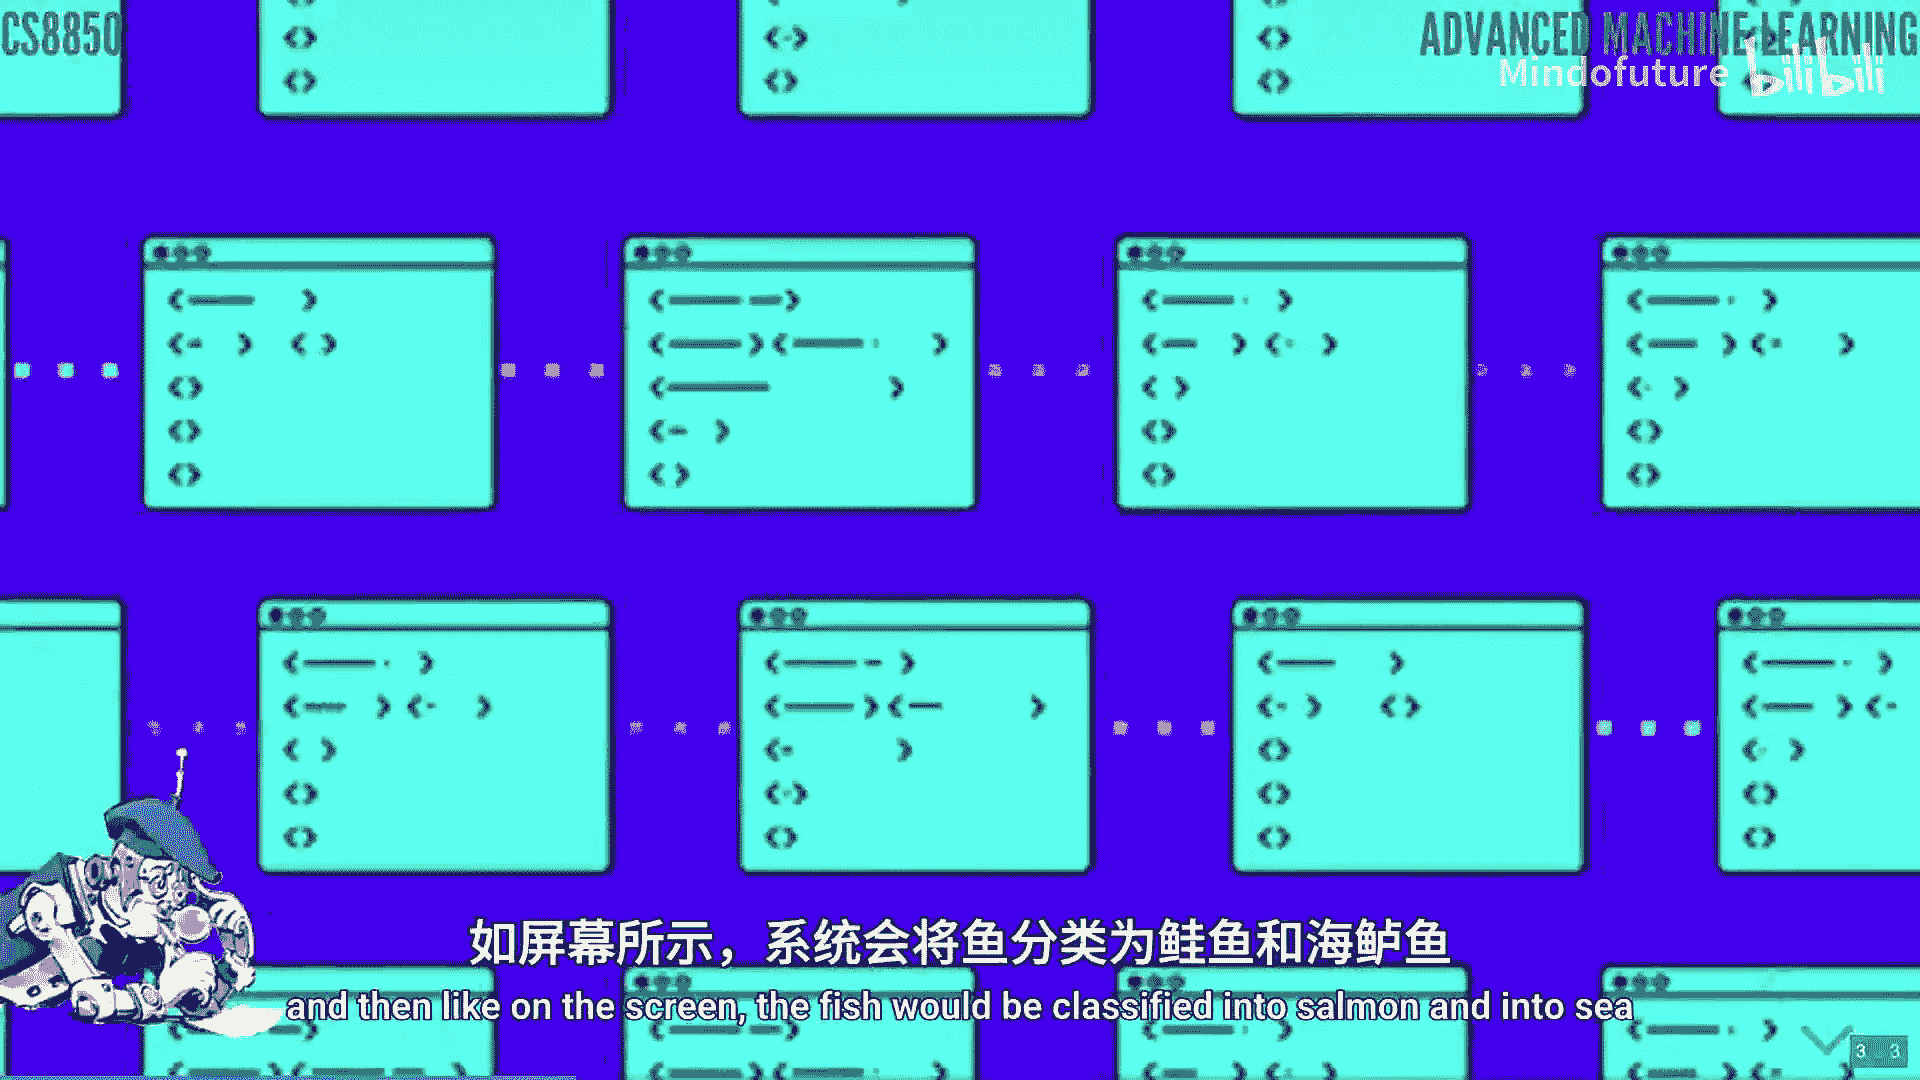 CS8850
ADVANCED MACHINE LEARNING
Mindofuture bilibili
如屏幕所示，系统会将鱼分类为鲑鱼和海鲈鱼
and then like on the screen, the fish would be classified into salmon and into sea
3 3